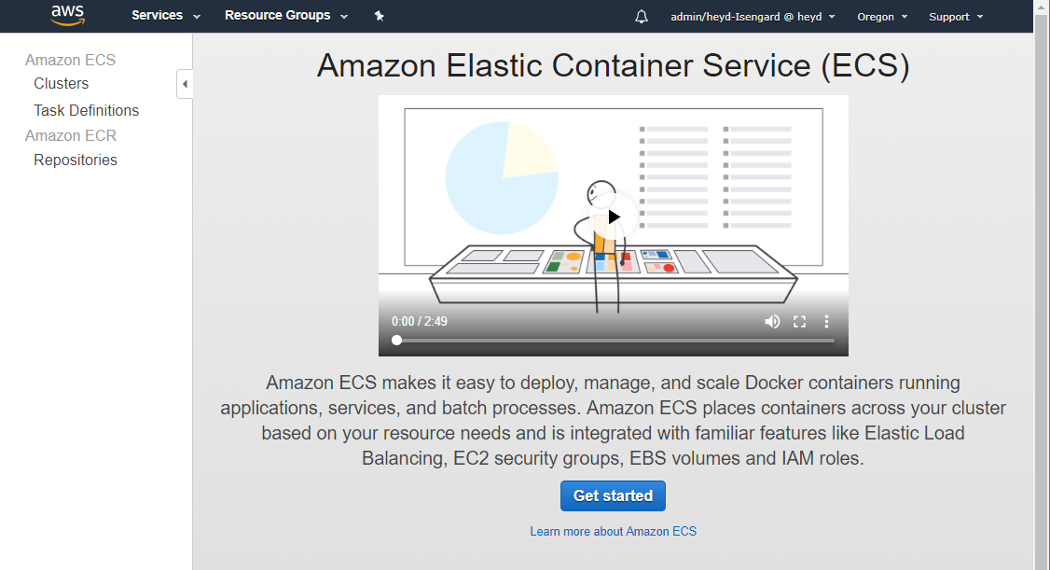 aws Services Resource Groups admin/heyd-Isengard @ heyd Oregon Support
Amazon ECS
Clusters
Task Definitions
Amazon ECR
Repositories
Amazon Elastic Container Service (ECS)
0:00 / 2:49
Amazon ECS makes it easy to deploy, manage, and scale Docker containers running
applications, services, and batch processes. Amazon ECS places containers across your cluster
based on your resource needs and is integrated with familiar features like Elastic Load
Balancing, EC2 security groups, EBS volumes and IAM roles.
Get started
Learn more about Amazon ECS